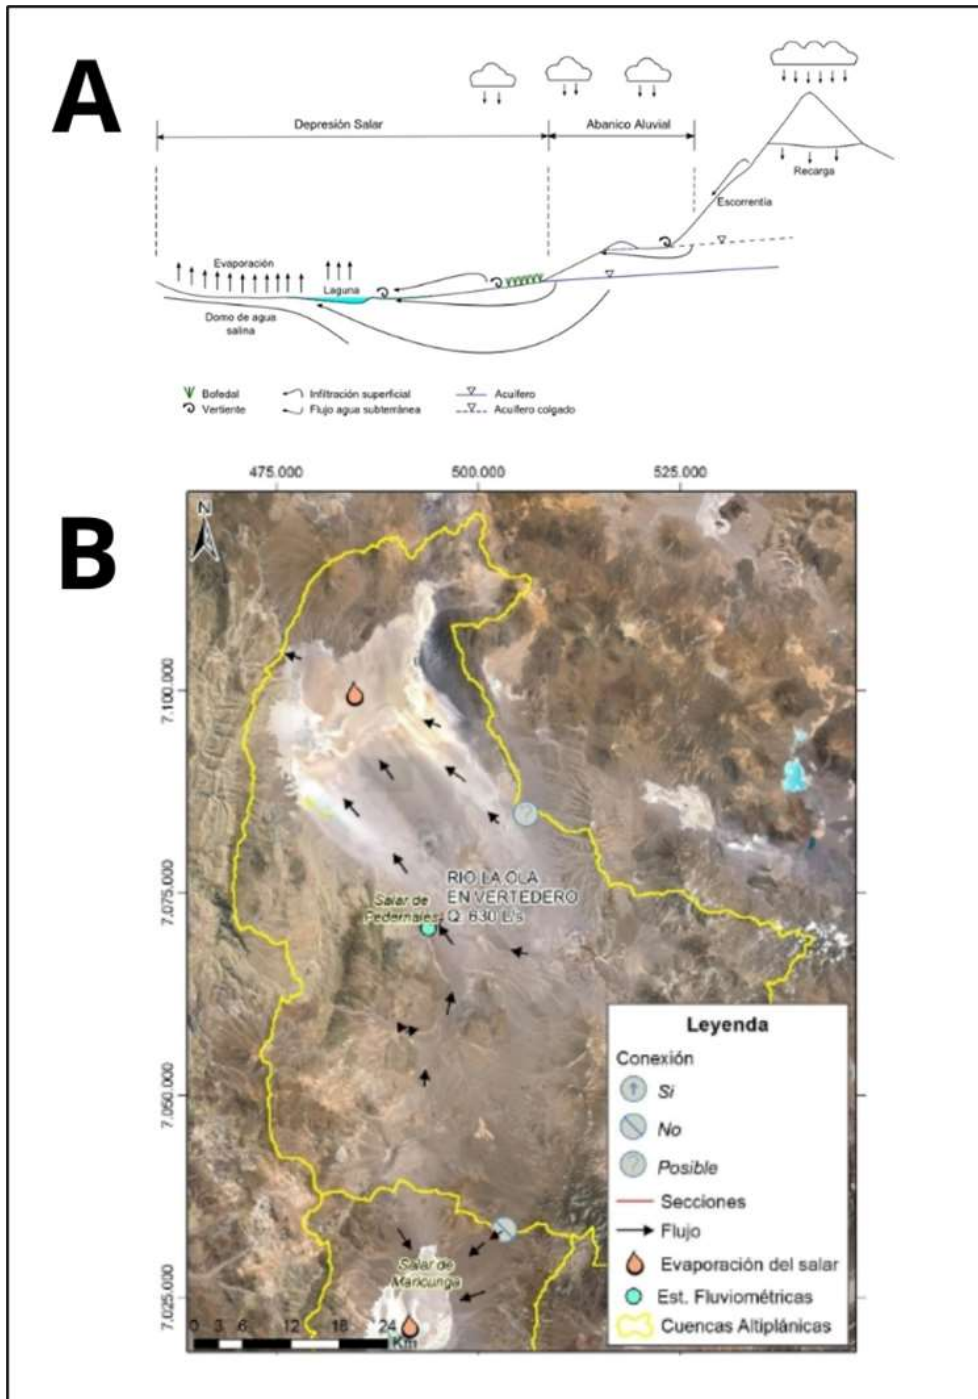 A
Depresión Salar
Abanico Aluvial
Recarga
Escorrentía
Evaporación
Laguna
Domo de agua
salina
Bofedal
Infiltración superficial
Acuífero
Vertiente
Flujo agua subterránea
Acuífero colgado
B
475.000
500.000
525.000
N
7.100.000
7.075.000
7.050.000
7.025.000
RIO LA OLA
EN VERTEDERO
Q: 630 L/s
Salar de
Pedernales
Salar de
Maricunga
0 3 6 12 18 24
Km
Leyenda
Conexión
Si
No
Posible
Secciones
Flujo
Evaporación del salar
Est. Fluviométricas
Cuencas Altiplánicas